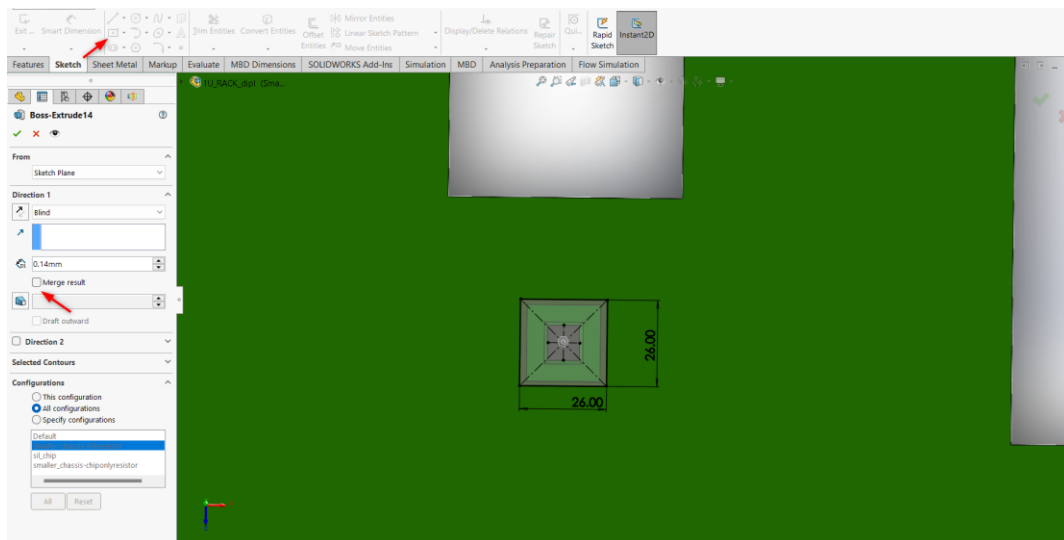 Exit ... Smart Dimension Trim Entities Convert Entities Offset Entities Mirror Entities Linear Sketch Pattern Move Entities Display/Delete Relations Repair Sketch Qui... Rapid Sketch Instant2D
Features Sketch Sheet Metal Markup Evaluate MBD Dimensions SOLIDWORKS Add-Ins Simulation MBD Analysis Preparation Flow Simulation
1U_RACK_dipl (Sma...
Boss-Extrude14
From
Sketch Plane
Direction 1
Blind
0.14mm
Merge result
Draft outward
Direction 2
Selected Contours
Configurations
This configuration
All configurations
Specify configurations
Default
sil_chip
smaller_chassis-chiponlyresistor
All Reset
26.00
26.00